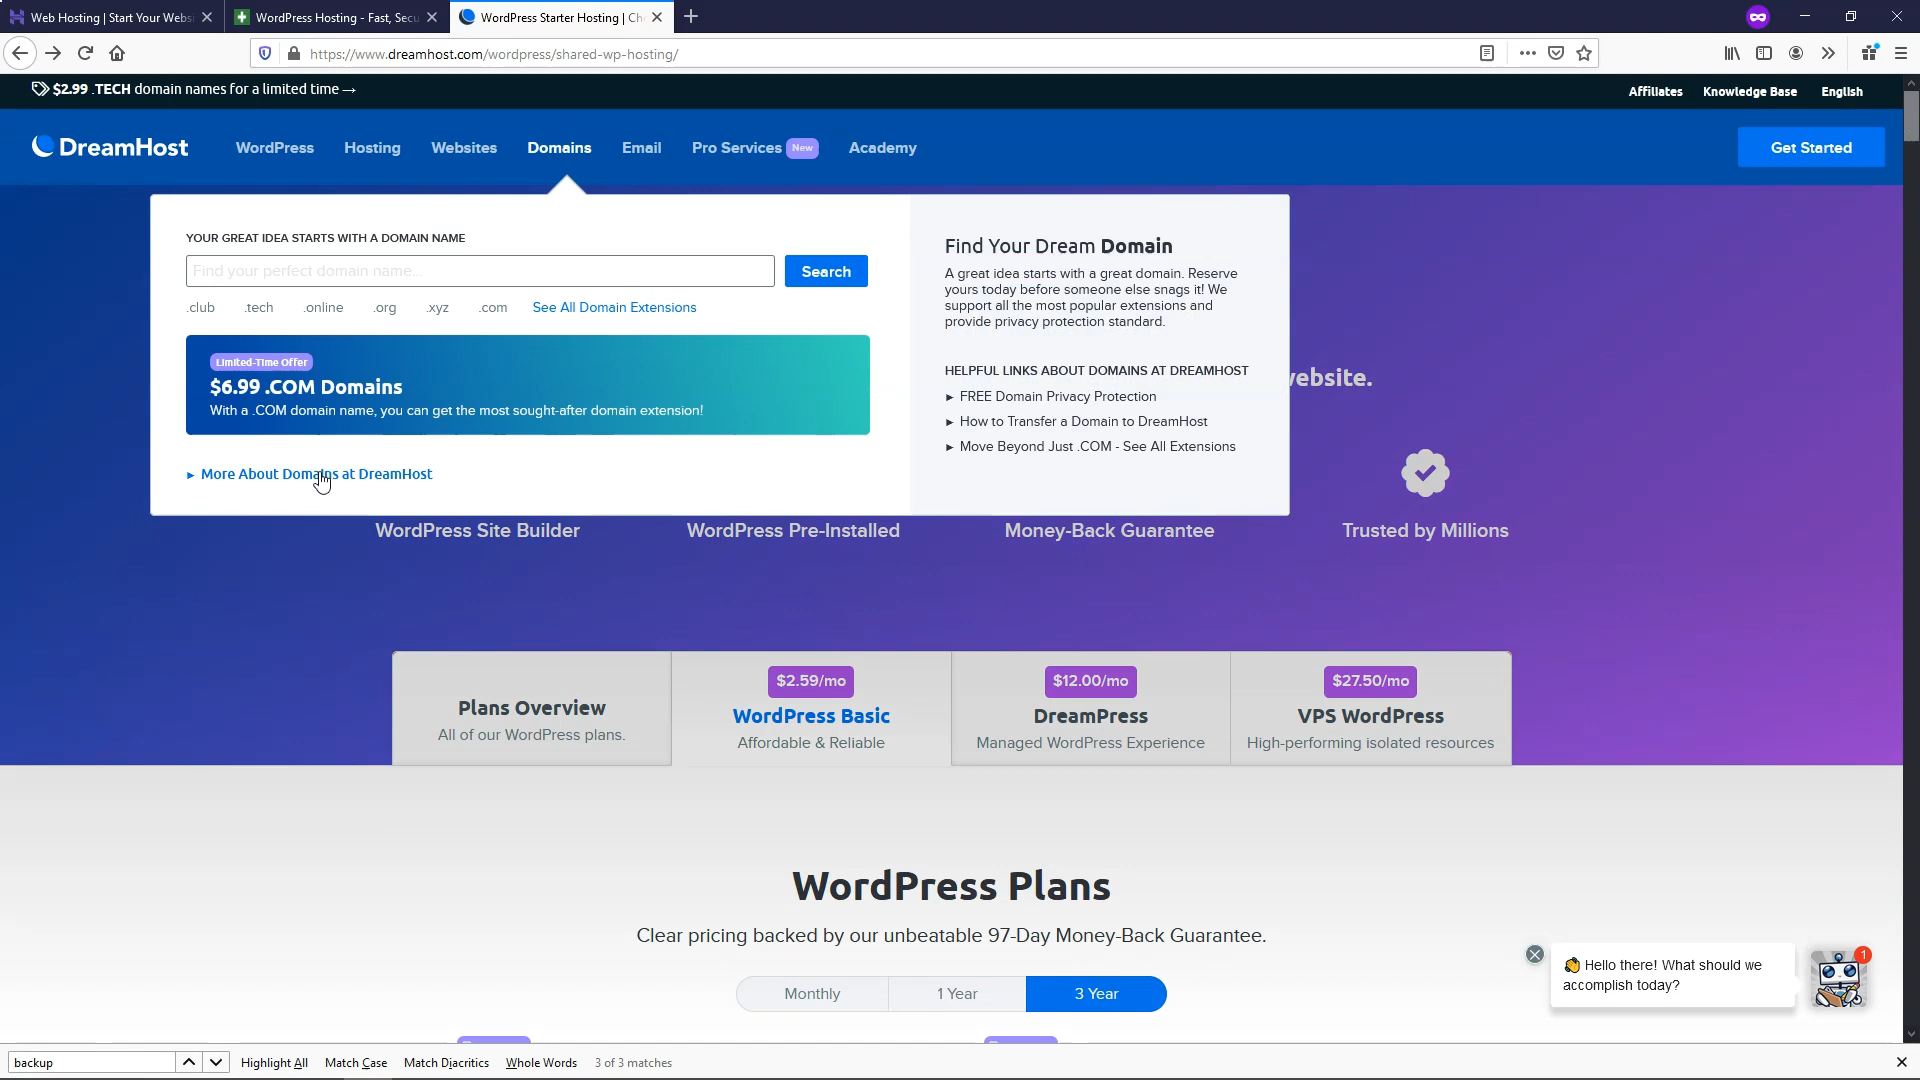 Web Hosting | Start Your Websi
WordPress Hosting - Fast, Secu
WordPress Starter Hosting | Ch
https://www.dreamhost.com/wordpress/shared-wp-hosting/
$2.99 .TECH domain names for a limited time →
Affiliates
Knowledge Base
English
DreamHost
WordPress
Hosting
Websites
Domains
Email
Pro Services New
Academy
Get Started
YOUR GREAT IDEA STARTS WITH A DOMAIN NAME
Find your perfect domain name...
Search
.club
.tech
.online
.org
.xyz
.com
See All Domain Extensions
Limited-Time Offer
$6.99 .COM Domains
With a .COM domain name, you can get the most sought-after domain extension!
► More About Domains at DreamHost
Find Your Dream Domain
A great idea starts with a great domain. Reserve
yours today before someone else snags it! We
support all the most popular extensions and
provide privacy protection standard.
HELPFUL LINKS ABOUT DOMAINS AT DREAMHOST
► FREE Domain Privacy Protection
► How to Transfer a Domain to DreamHost
► Move Beyond Just .COM - See All Extensions
website.
WordPress Site Builder
WordPress Pre-Installed
Money-Back Guarantee
Trusted by Millions
Plans Overview
All of our WordPress plans.
$2.59/mo
WordPress Basic
Affordable & Reliable
$12.00/mo
DreamPress
Managed WordPress Experience
$27.50/mo
VPS WordPress
High-performing isolated resources
WordPress Plans
Clear pricing backed by our unbeatable 97-Day Money-Back Guarantee.
Monthly
1 Year
3 Year
👋 Hello there! What should we
accomplish today?
1
backup
Highlight All
Match Case
Match Diacritics
Whole Words
3 of 3 matches